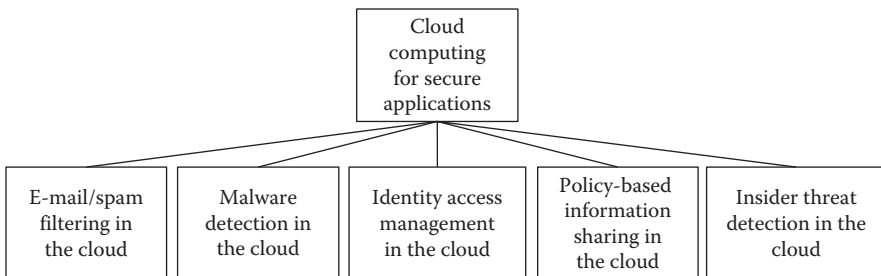 Cloud
computing
for secure
applications
E-mail/spam
filtering in
the cloud
Malware
detection in
the cloud
Identity access
management
in the cloud
Policy-based
information
sharing in
the cloud
Insider threat
detection in the
cloud